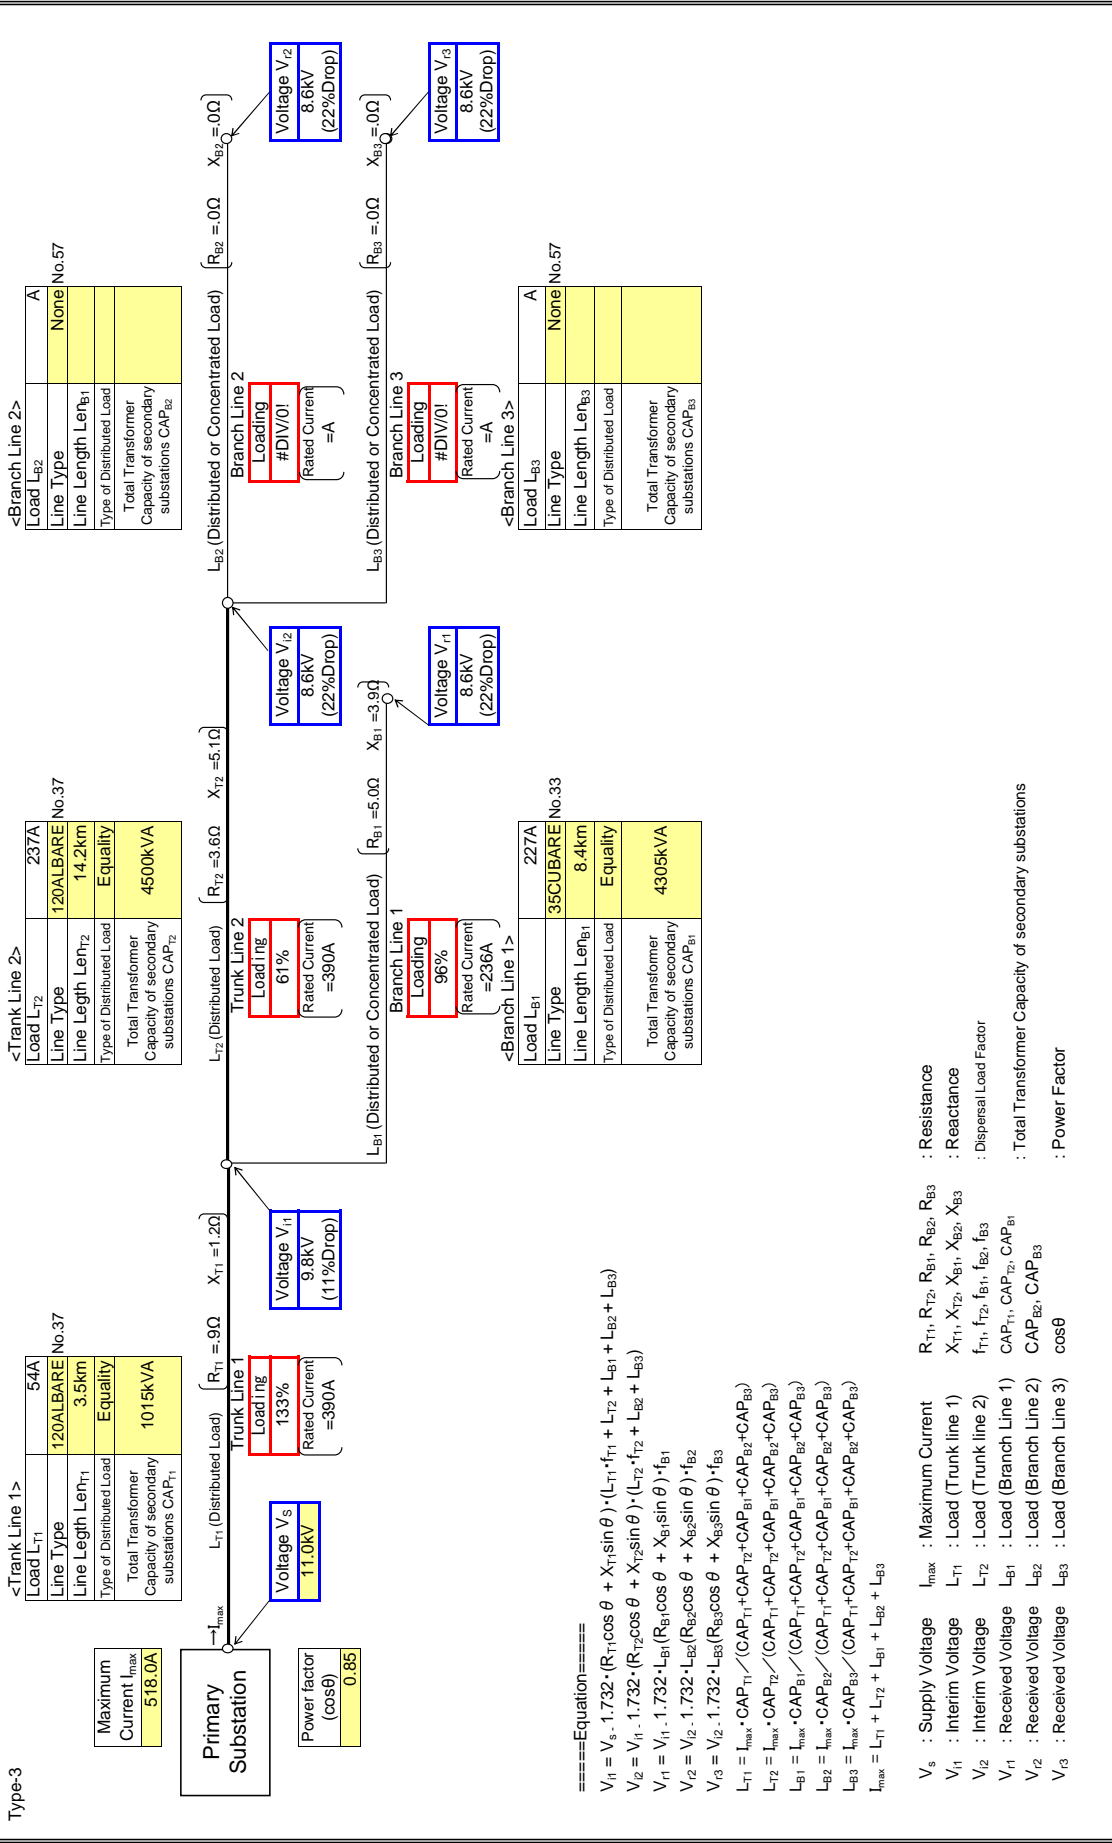 Type-3
Maximum
Current Imax
518.0A
Primary
Substation
Power factor
(cosθ)
0.85
→Imax
Voltage VS
11.0kV
<Trank Line 1>
Load LT1 54A
Line Type 120ALBARE No.37
Line Legth LenT1 3.5km
Type of Distributed Load Equality
Total Transformer
Capacity of secondary
substations CAPT1
1015kVA
LT1 (Distributed Load)
RT1 =.9Ω XT1 =1.2Ω
Trunk Line 1
Loading
133%
Rated Current
=390A
Voltage Vi1
9.8kV
(11%Drop)
<Trank Line 2>
Load LT2 237A
Line Type 120ALBARE No.37
Line Length LenT2 14.2km
Type of Distributed Load Equality
Total Transformer
Capacity of secondary
substations CAPT2
4500kVA
LT2 (Distributed Load)
RT2 =3.6Ω XT2 =5.1Ω
Trunk Line 2
Loading
61%
Rated Current
=390A
Voltage Vi2
8.6kV
(22%Drop)
LB1 (Distributed or Concentrated Load)
RB1 =5.0Ω XB1 =3.9Ω
Branch Line 1
Loading
96%
Rated Current
=236A
Voltage Vr1
8.6kV
(22%Drop)
<Branch Line 1>
Load LB1 227A
Line Type 35CUBARE No.33
Line Length LenB1 8.4km
Type of Distributed Load Equality
Total Transformer
Capacity of secondary
substations CAPB1
4305kVA
<Branch Line 2>
Load LB2 A
Line Type None No.57
Line Length LenB1
Type of Distributed Load
Total Transformer
Capacity of secondary
substations CAPB2
LB2 (Distributed or Concentrated Load)
RB2 =.0Ω XB2 =.0Ω
Branch Line 2
Loading
#DIV/0!
Rated Current
=A
Voltage Vr2
8.6kV
(22%Drop)
LB3 (Distributed or Concentrated Load)
RB3 =.0Ω XB3 =.0Ω
Branch Line 3
Loading
#DIV/0!
Rated Current
=A
Voltage Vr3
8.6kV
(22%Drop)
<Branch Line 3>
Load LB3 A
Line Type None No.57
Line Length LenB3
Type of Distributed Load
Total Transformer
Capacity of secondary
substations CAPB3
=====Equation=====
Vi1 = Vs - 1.732・(RT1cos θ + XT1sin θ)・(LT1・fT1 + LT2 + LB1 + LB2 + LB3)
Vi2 = Vi1 - 1.732・(RT2cos θ + XT2sin θ)・(LT2・fT2 + LB2 + LB3)
Vr1 = Vi1 - 1.732・LB1(RB1cos θ + XB1sin θ)・fB1
Vr2 = Vi2 - 1.732・LB2(RB2cos θ + XB2sin θ)・fB2
Vr3 = Vi2 - 1.732・LB3(RB3cos θ + XB3sin θ)・fB3
LT1 = Imax・CAPT1／(CAPT1+CAPT2+CAPB1+CAPB2+CAPB3)
LT2 = Imax・CAPT2／(CAPT1+CAPT2+CAPB1+CAPB2+CAPB3)
LB1 = Imax・CAPB1／(CAPT1+CAPT2+CAPB1+CAPB2+CAPB3)
LB2 = Imax・CAPB2／(CAPT1+CAPT2+CAPB1+CAPB2+CAPB3)
LB3 = Imax・CAPB3／(CAPT1+CAPT2+CAPB1+CAPB2+CAPB3)
Imax = LT1 + LT2 + LB1 + LB2 + LB3
Vs : Supply Voltage Imax : Maximum Current RT1, RT2, RB1, RB2, RB3 : Resistance
Vi1 : Interim Voltage LT1 : Load (Trunk line 1) XT1, XT2, XB1, XB2, XB3 : Reactance
Vi2 : Interim Voltage LT2 : Load (Trunk line 2) fT1, fT2, fB1, fB2, fB3 : Dispersal Load Factor
Vr1 : Received Voltage LB1 : Load (Branch Line 1) CAPT1, CAPT2, CAPB1
Vr2 : Received Voltage LB2 : Load (Branch Line 2) CAPB2, CAPB3 : Total Transformer Capacity of secondary substations
Vr3 : Received Voltage LB3 : Load (Branch Line 3) cosθ : Power Factor